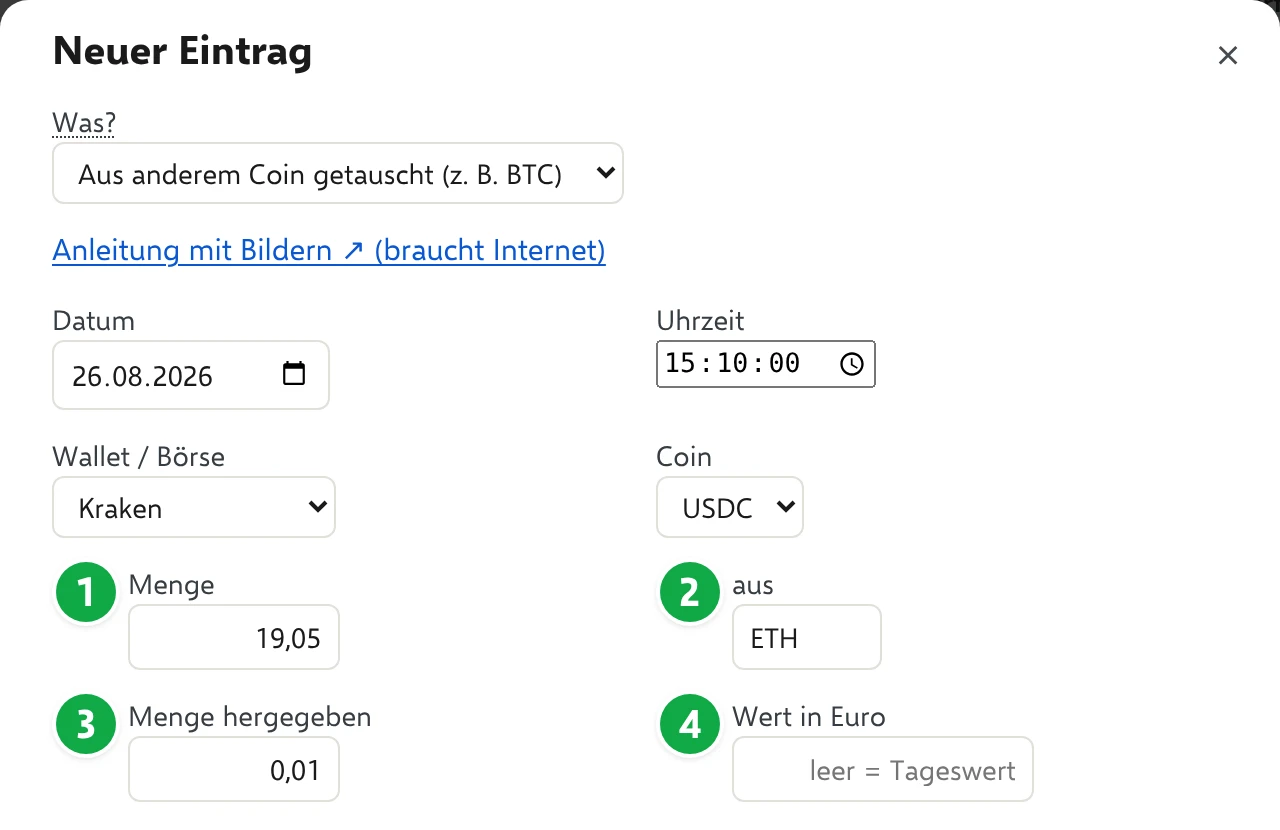 Neuer Eintrag
×
Was?
Aus anderem Coin getauscht (z. B. BTC)
Anleitung mit Bildern ↗ (braucht Internet)
Datum
Uhrzeit
26.08.2026
15:10:00
Wallet / Börse
Coin
Kraken
USDC
1 Menge
2 aus
19,05
ETH
3 Menge hergegeben
4 Wert in Euro
0,01
leer = Tageswert